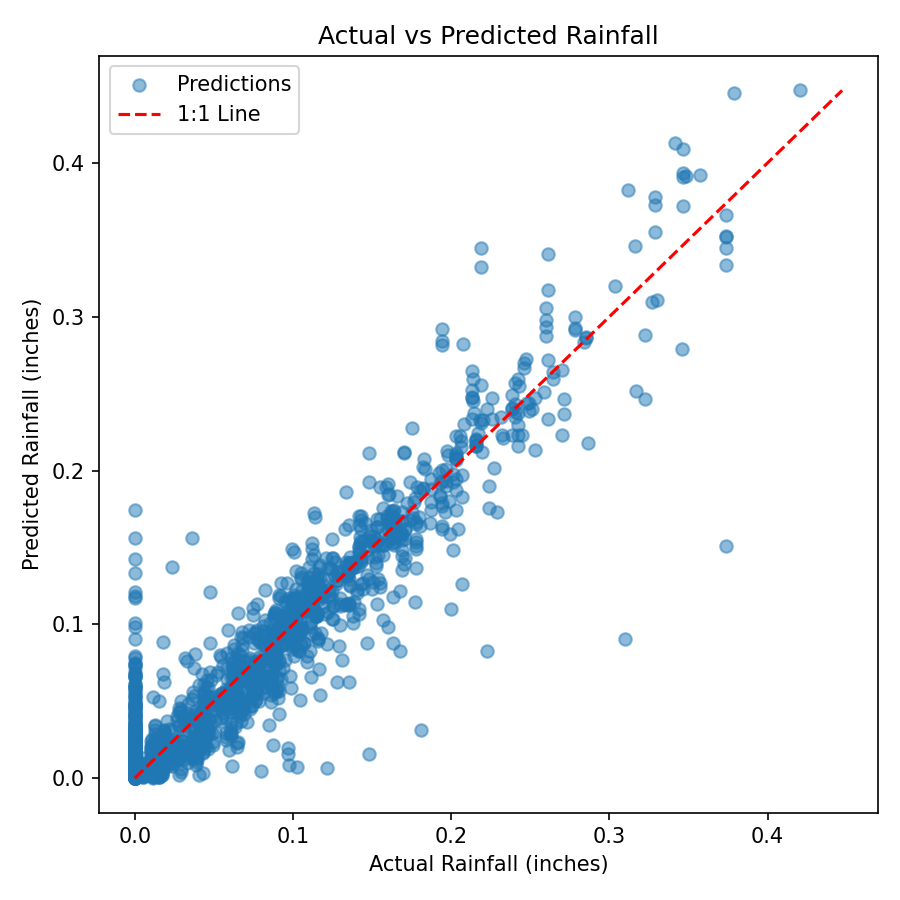 Actual vs Predicted Rainfall
Predictions
1:1 Line
0.4
0.3
0.2
0.1
0.0
Predicted Rainfall (inches)
0.0 0.1 0.2 0.3 0.4
Actual Rainfall (inches)